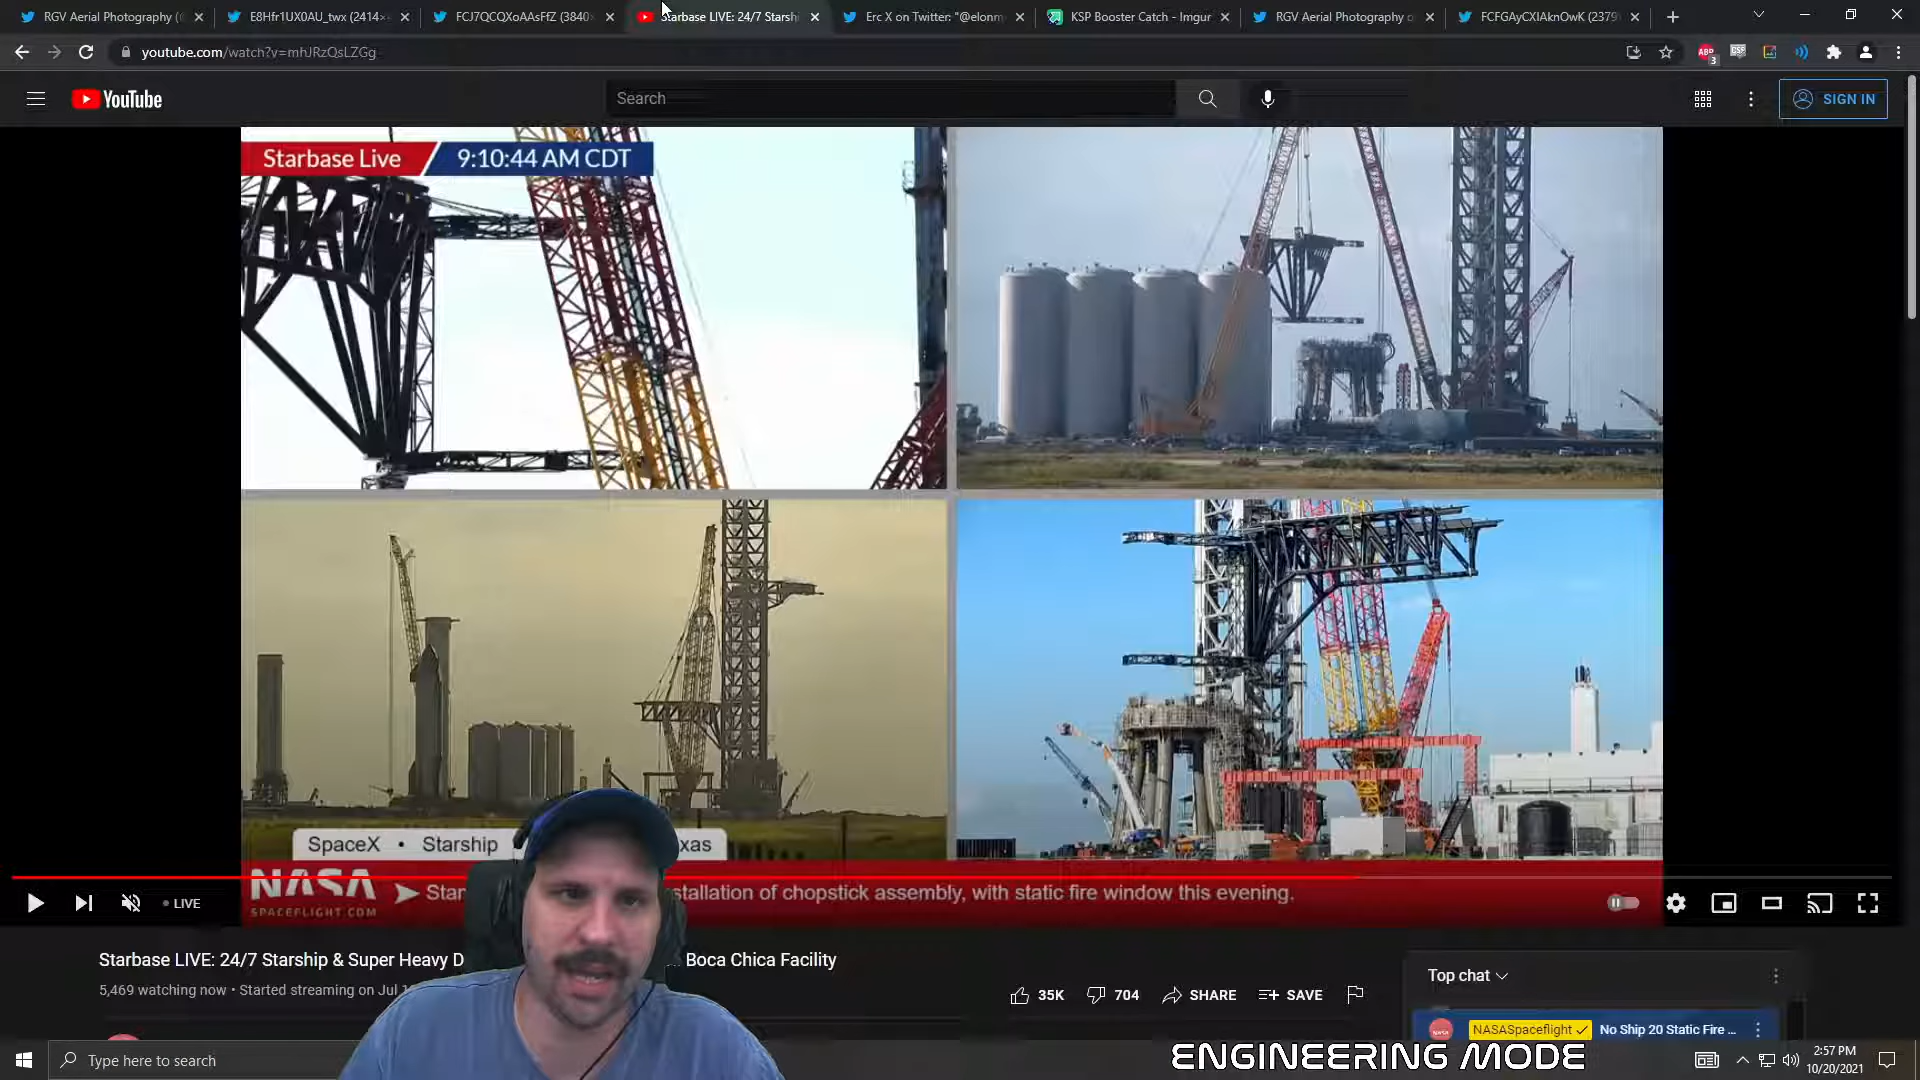 RGV Aerial Photography (@
E8Hfr1UX0AU_twx (2414×
FCJ7QCQXoAAsFfZ (3840×
Starbase LIVE: 24/7 Starshi
Erc X on Twitter: "@elonm
KSP Booster Catch - Imgur
RGV Aerial Photography o
FCFGAyCXIAknOwK (2379
youtube.com/watch?v=mhJRzQsLZGg
ABP
3
YouTube
Search
SIGN IN
Starbase Live
9:10:44 AM CDT
SpaceX • Starship
xas
NASA
SPACEFLIGHT.COM
Star
stallation of chopstick assembly, with static fire window this evening.
LIVE
Starbase LIVE: 24/7 Starship & Super Heavy D
Boca Chica Facility
5,469 watching now • Started streaming on Jul 1
35K
704
SHARE
SAVE
Top chat
NASASpaceflight
No Ship 20 Static Fire ...
ENGINEERING MODE
Type here to search
2:57 PM
10/20/2021